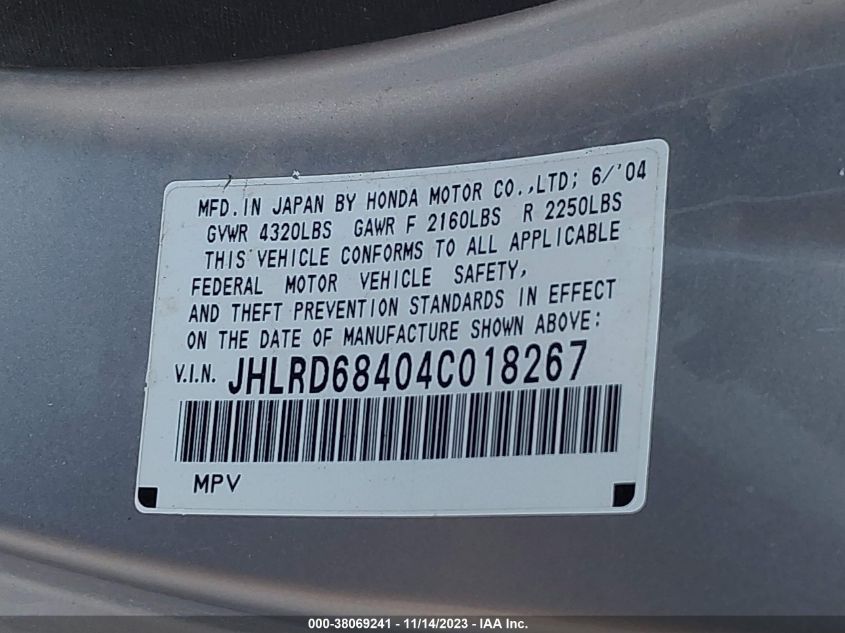 MFD. IN JAPAN BY HONDA MOTOR CO.,LTD; 6/'04
GVWR 4320LBS GAWR F 2160LBS R 2250LBS
THIS VEHICLE CONFORMS TO ALL APPLICABLE
FEDERAL MOTOR VEHICLE SAFETY,
AND THEFT PREVENTION STANDARDS IN EFFECT
ON THE DATE OF MANUFACTURE SHOWN ABOVE:
V.I.N. JHLRD68404C018267
MPV
000-38069241 - 11/14/2023 - IAA Inc.